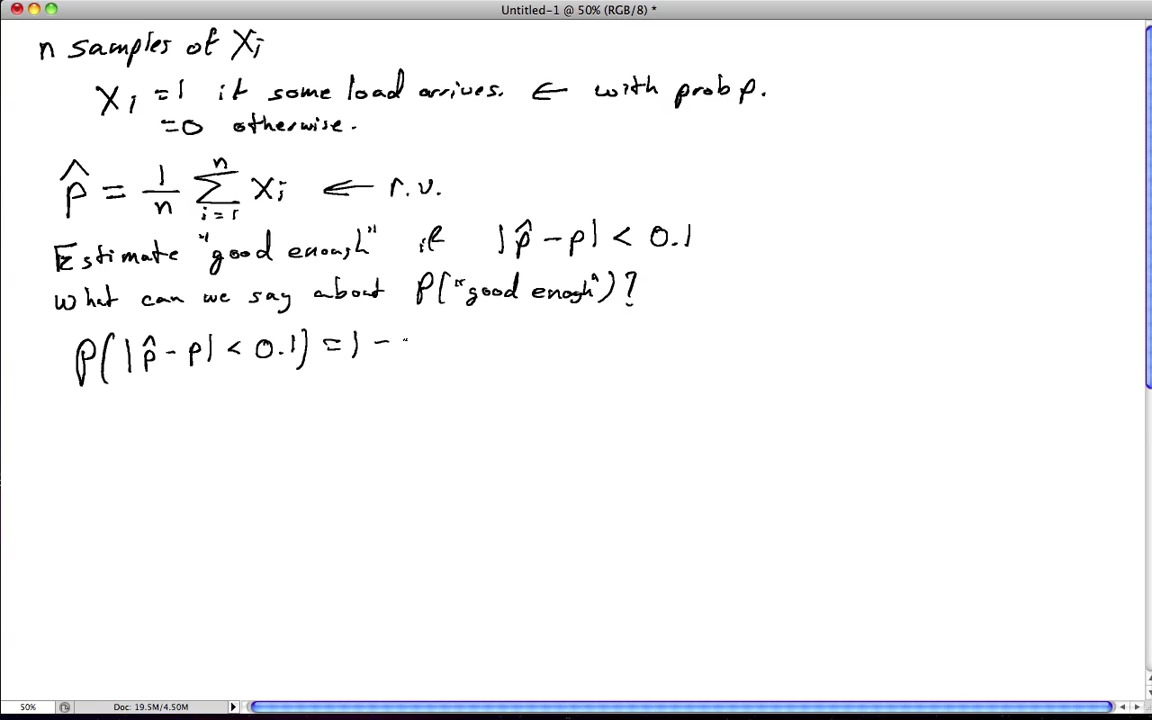 Untitled-1 @ 50% (RGB/8) *
n samples of Xi
Xi = 1 if some load arrives. ← with prob p.
= 0 otherwise.
p̂ = 1/n ∑ i=1 n Xi ← r.v.
Estimate "good enough" if |p̂ - p| < 0.1
What can we say about P("good enogh")?
P(|p̂ - p| < 0.1) = 1 -
50% Doc: 19.5M/4.50M